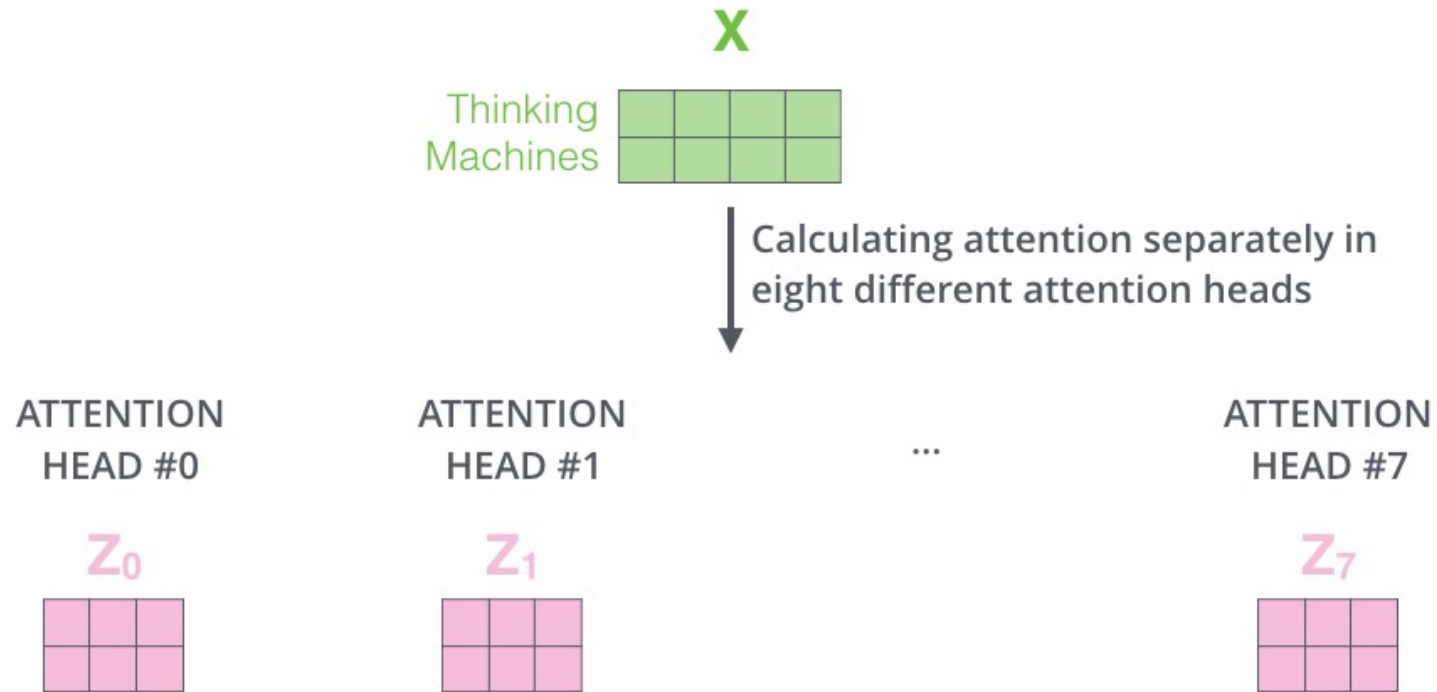 X
Thinking
Machines
Calculating attention separately in
eight different attention heads
ATTENTION
HEAD #0
ATTENTION
HEAD #1
...
ATTENTION
HEAD #7
Z0
Z1
Z7